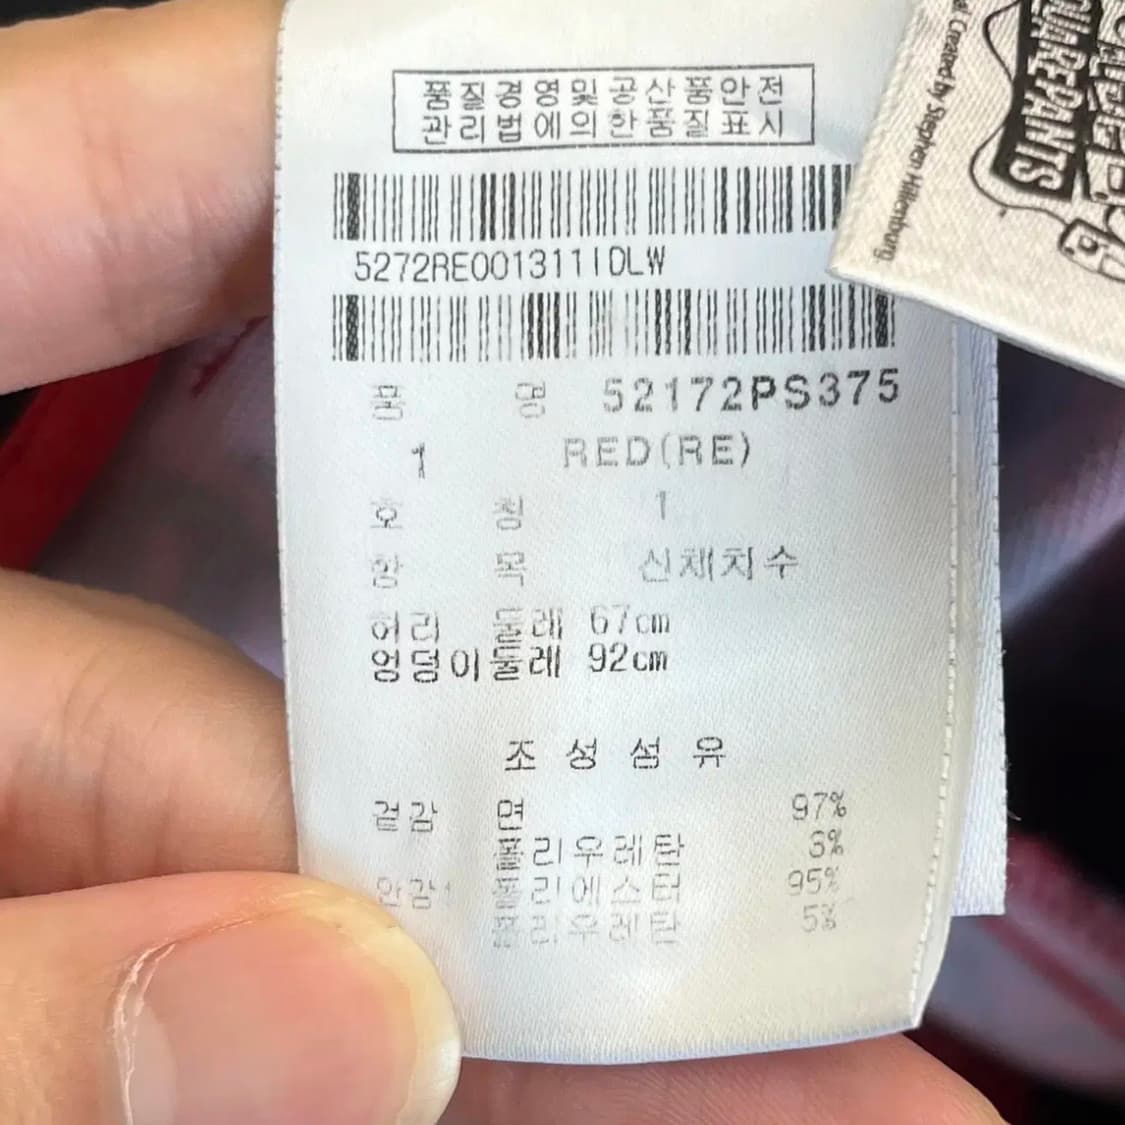 품질경영및공산품안전
관리법에의한품질표시
5272RE001311IDLW
품 명 52172PS375
1 RED(RE)
호 칭 1
항 목 신체치수
허리 둘레 67cm
엉덩이둘레 92cm
조성섬유
겉감 면 97%
폴리우레탄 3%
안감1 폴리에스터 95%
폴리우레탄 5%
Created by Stephen Hillenburg
SQUAREPANTS